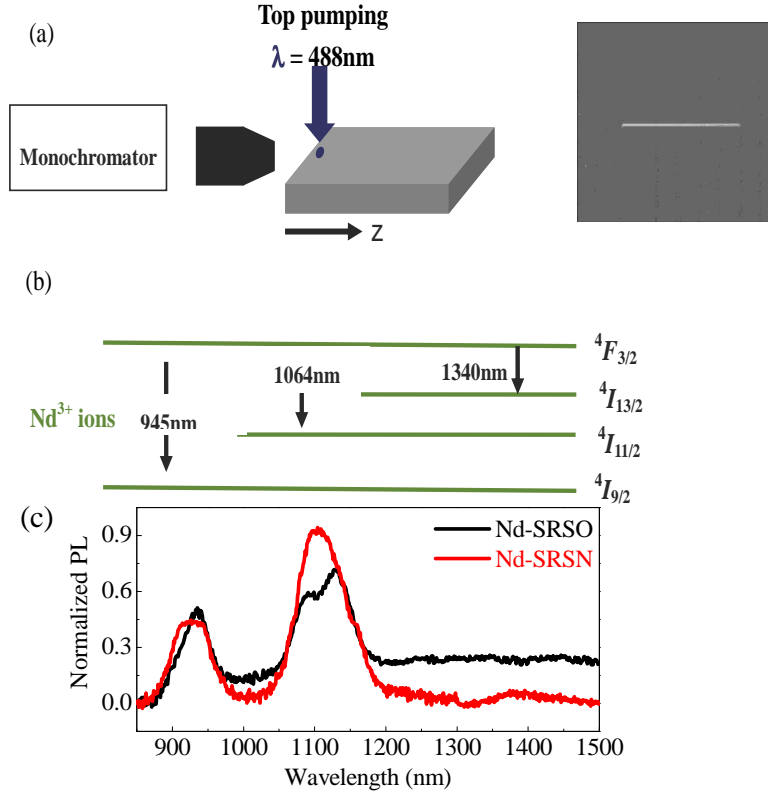 (a)
Top pumping
λ = 488nm
Monochromator
Z
(b)
⁴F₃/₂
1064nm
1340nm
⁴I₁₃/₂
Nd³⁺ ions
945nm
⁴I₁₁/₂
⁴I₉/₂
(c)
Nd-SRSO
Nd-SRSN
Normalized PL
0.9
0.6
0.3
0.0
900 1000 1100 1200 1300 1400 1500
Wavelength (nm)